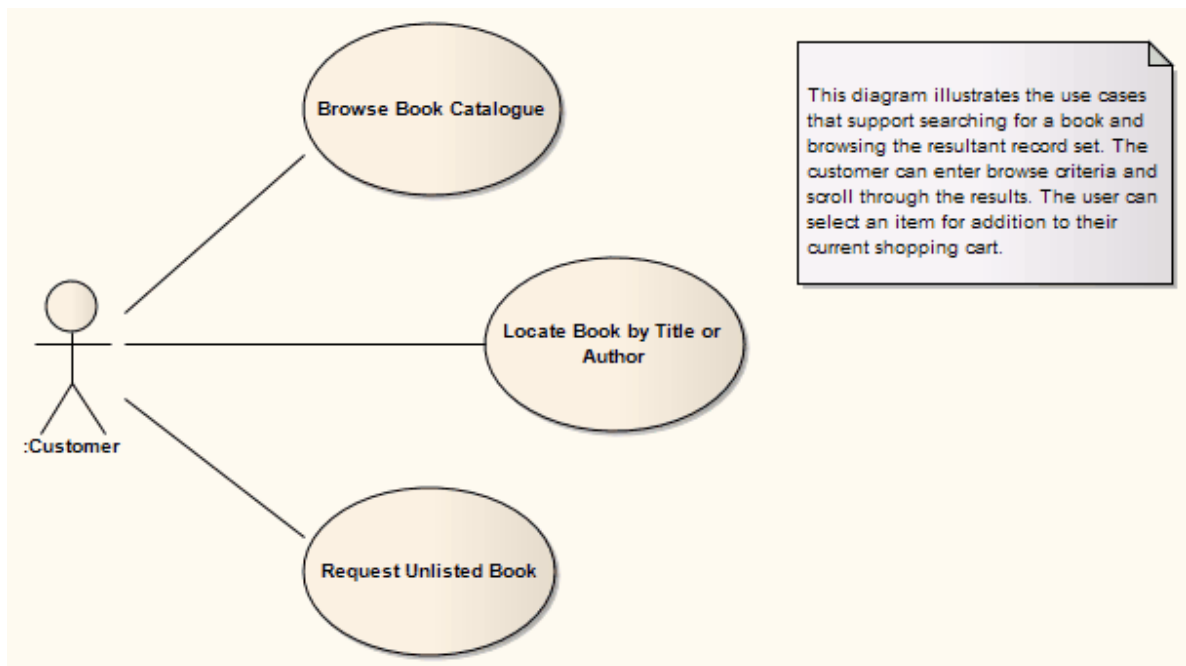 Browse Book Catalogue
This diagram illustrates the use cases
that support searching for a book and
browsing the resultant record set. The
customer can enter browse criteria and
scroll through the results. The user can
select an item for addition to their
current shopping cart.
Locate Book by Title or
Author
:Customer
Request Unlisted Book